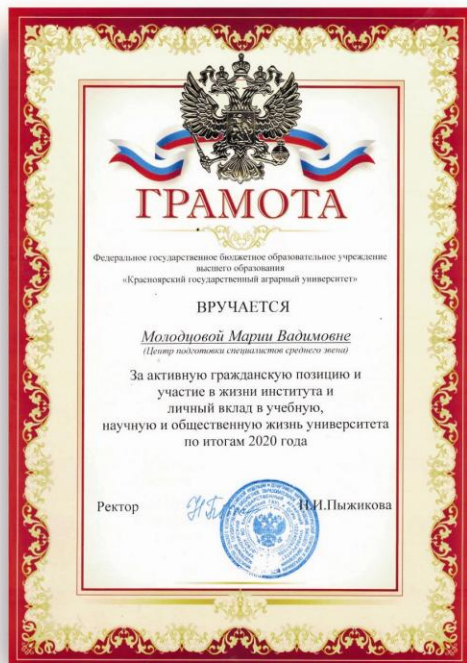 ГРАМОТА
Федеральное государственное бюджетное образовательное учреждение
высшего образования
«Красноярский государственный аграрный университет»
ВРУЧАЕТСЯ
Молодцовой Марии Вадимовне
(Центр подготовки специалистов среднего звена)
За активную гражданскую позицию и
участие в жизни института и
личный вклад в учебную,
научную и общественную жизнь университета
по итогам 2020 года
Ректор Н.И.Пыжикова